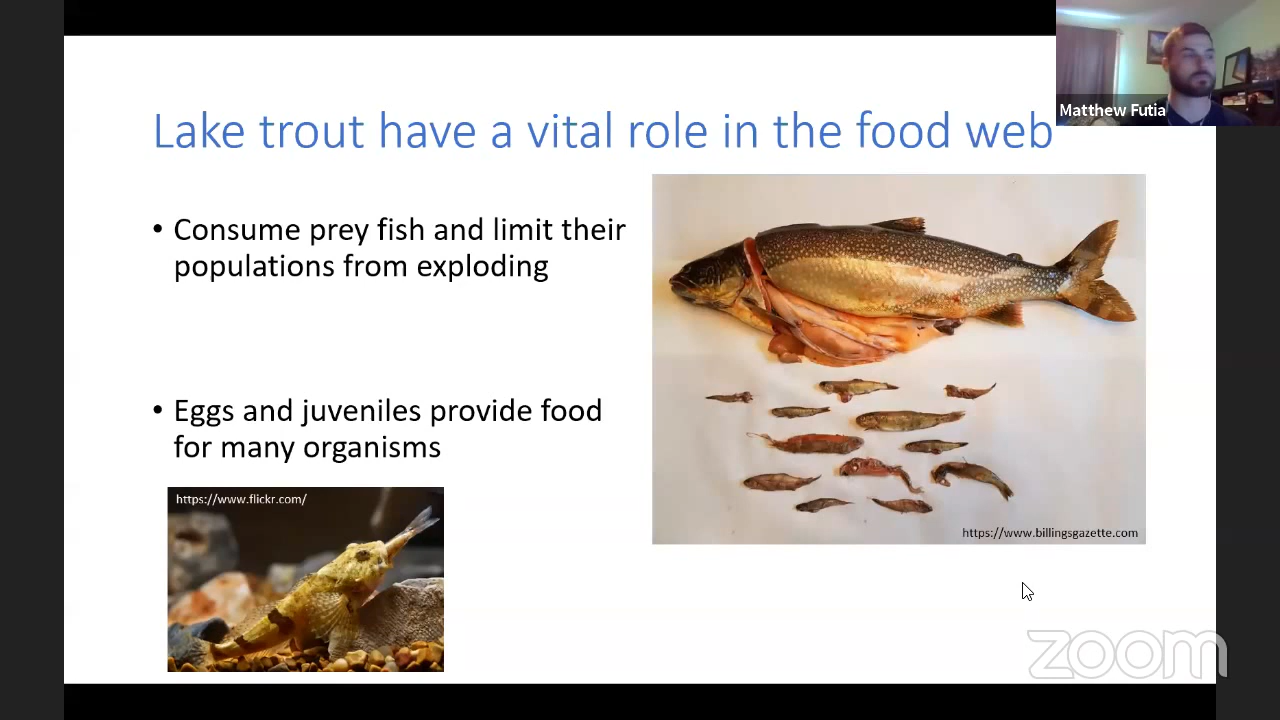 Matthew Futia
Lake trout have a vital role in the food web
• Consume prey fish and limit their
populations from exploding
• Eggs and juveniles provide food
for many organisms
https://www.flickr.com/
https://www.billingsgazette.com
zoom